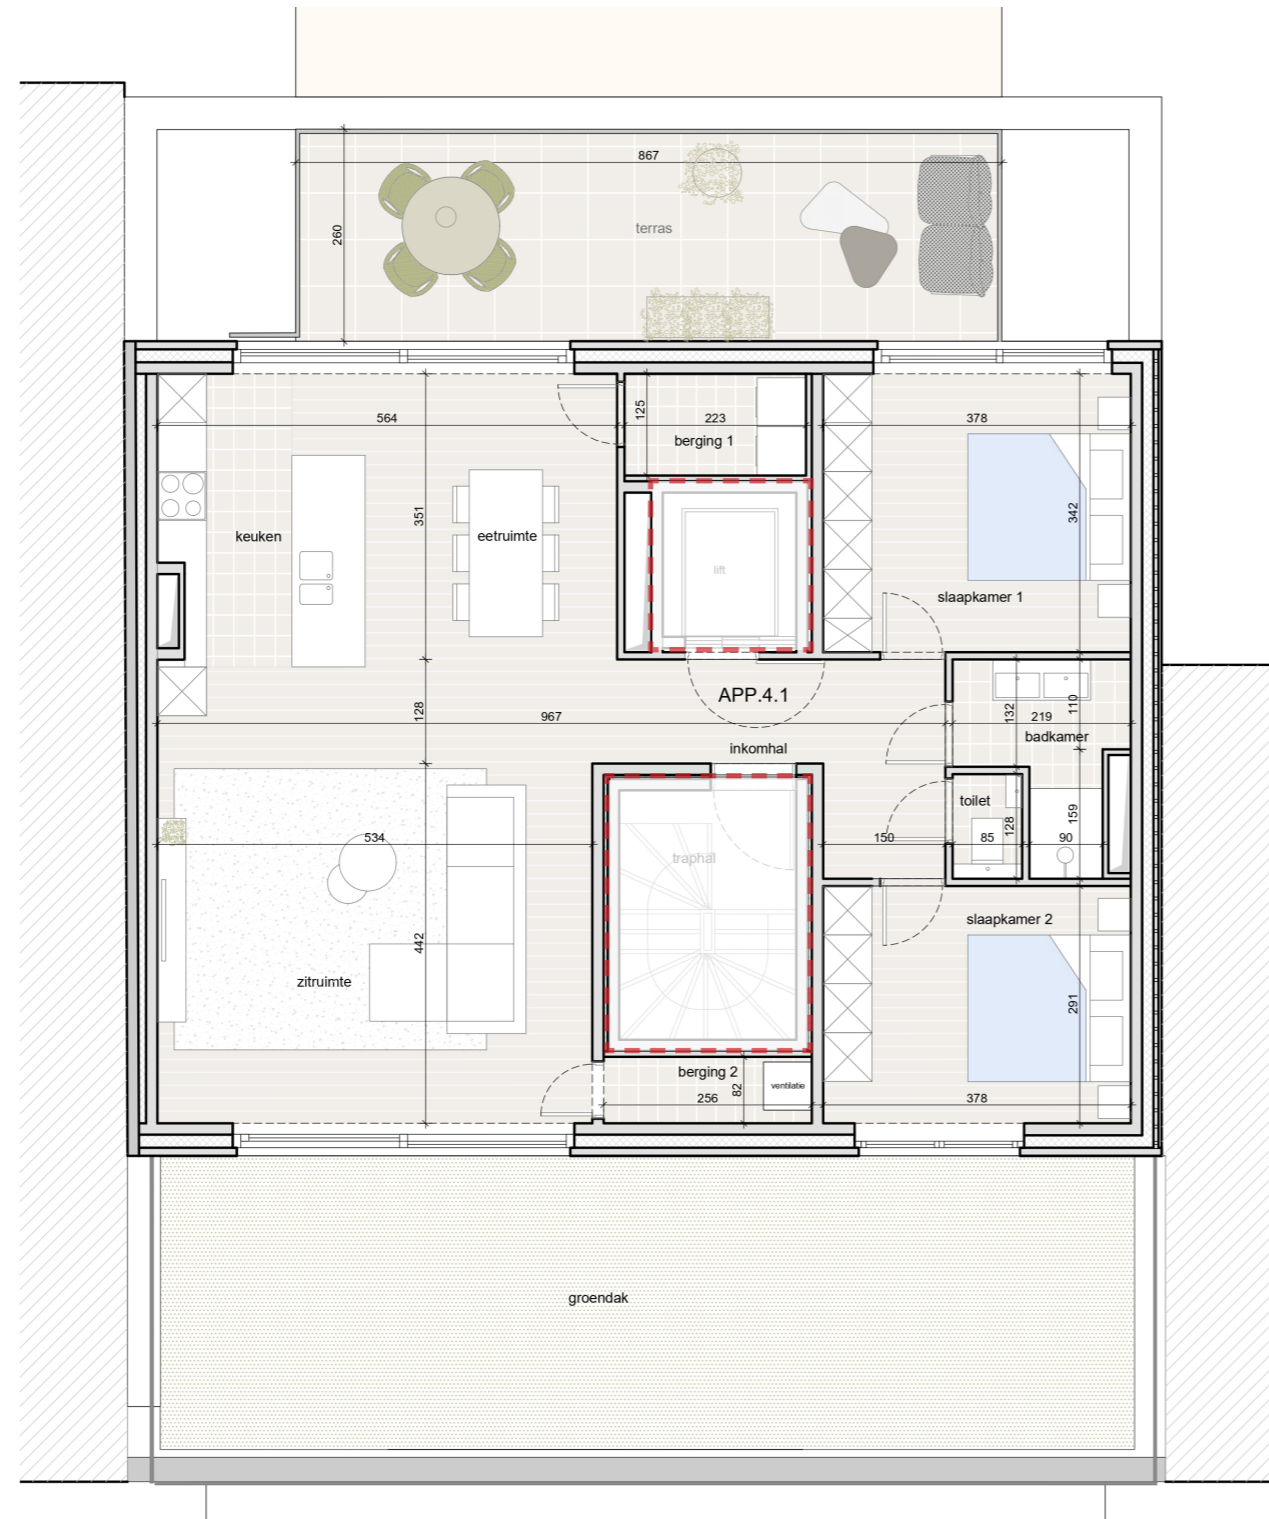 867
260
terras
564
125
223
berging 1
378
351
keuken
eetruimte
342
lift
slaapkamer 1
APP.4.1
128
967
132
219
110
badkamer
inkomhal
toilet
534
traphal
150
85
128
90
159
442
slaapkamer 2
zitruimte
291
berging 2
82
ventilatie
256
378
groendak